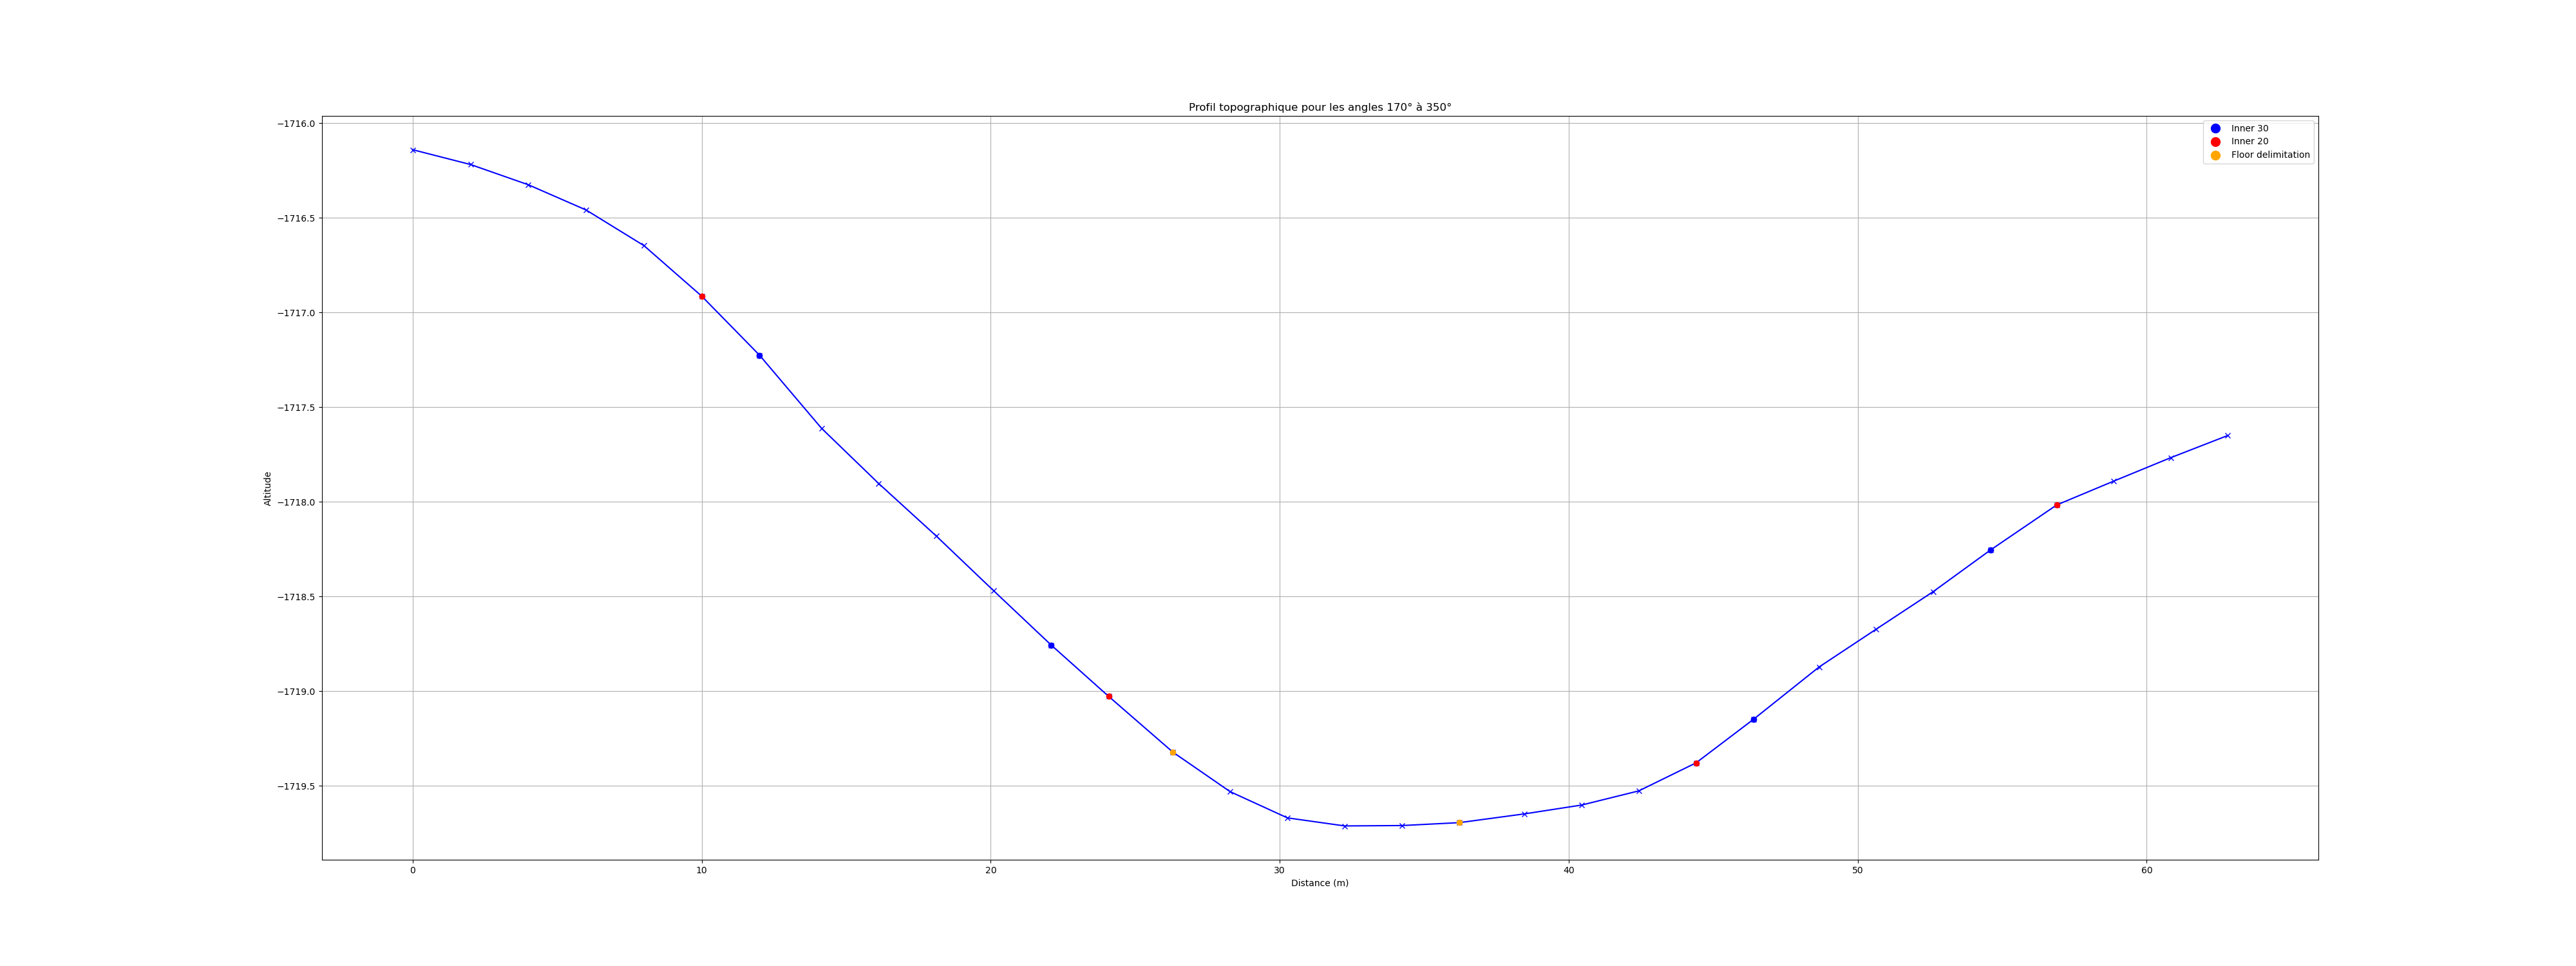 Profil topographique pour les angles 170° à 350°
Inner 30
Inner 20
Floor delimitation
−1716.0
−1716.5
−1717.0
−1717.5
−1718.0
−1718.5
−1719.0
−1719.5
Altitude
0 10 20 30 40 50 60
Distance (m)